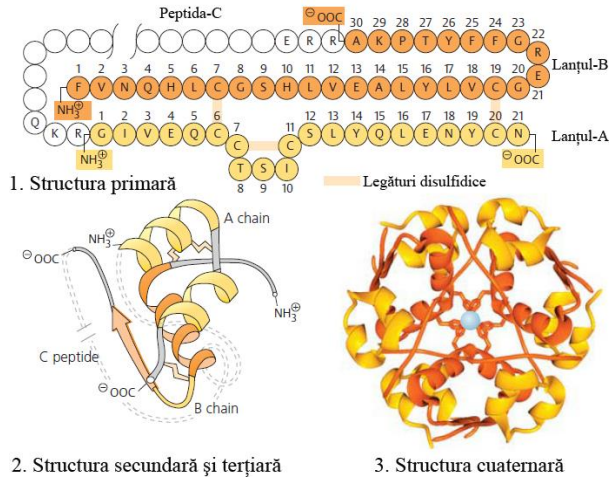 Peptida-C
⊖OOC
30 29 28 27 26 25 24 23
E R R A K P T Y F F G
22
R
Lanțul-B
E
21
1 2 3 4 5 6 7 8 9 10 11 12 13 14 15 16 17 18 19 20
F V N Q H L C G S H L V E A L Y L V C G
NH₃⊕
Q
K R
1 2 3 4 5 6
G I V E Q C
NH₃⊕
7
C
8 9 10
T S I
11
C
12 13 14 15 16 17 18 19 20 21
S L Y Q L E N Y C N
Lanțul-A
⊖OOC
1. Structura primară
Legături disulfidice
A chain
NH₃⊕
⊖OOC
NH₃⊕
C peptide
⊖OOC
B chain
2. Structura secundară şi terţiară
3. Structura cuaternară